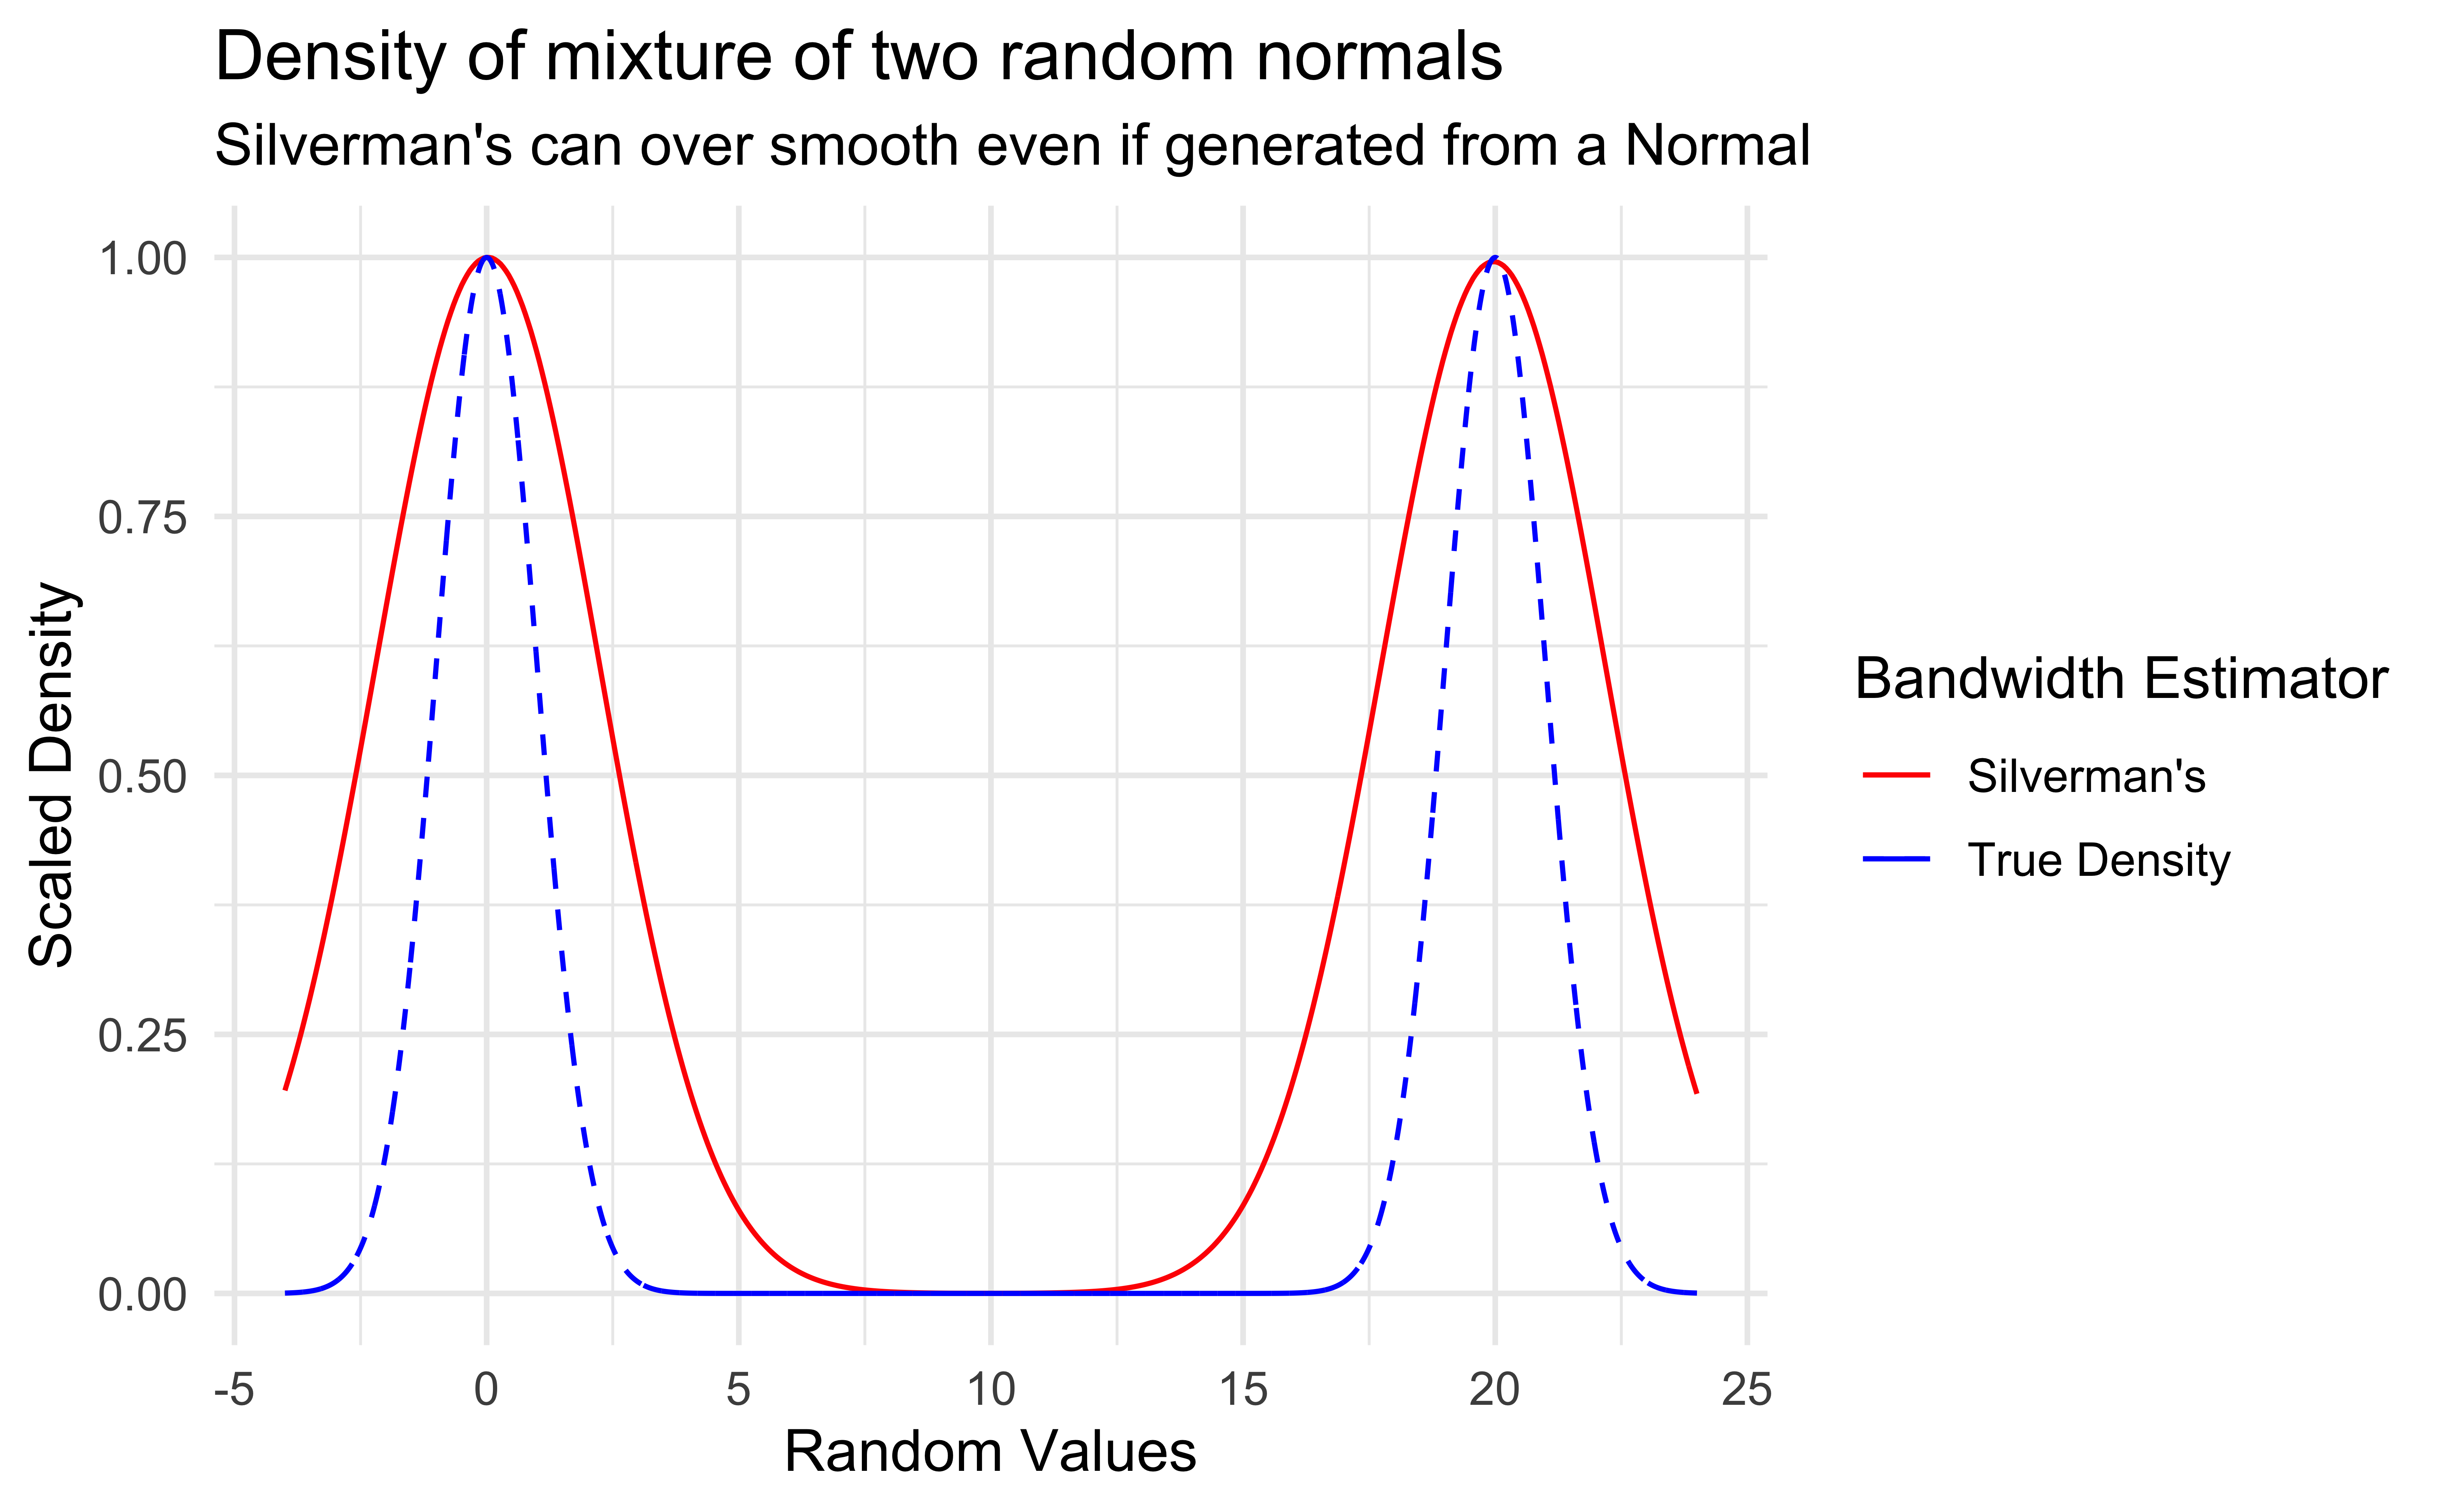 Density of mixture of two random normals
Silverman's can over smooth even if generated from a Normal
1.00
0.75
0.50
0.25
0.00
Scaled Density
-5 0 5 10 15 20 25
Random Values
Bandwidth Estimator
Silverman's
True Density